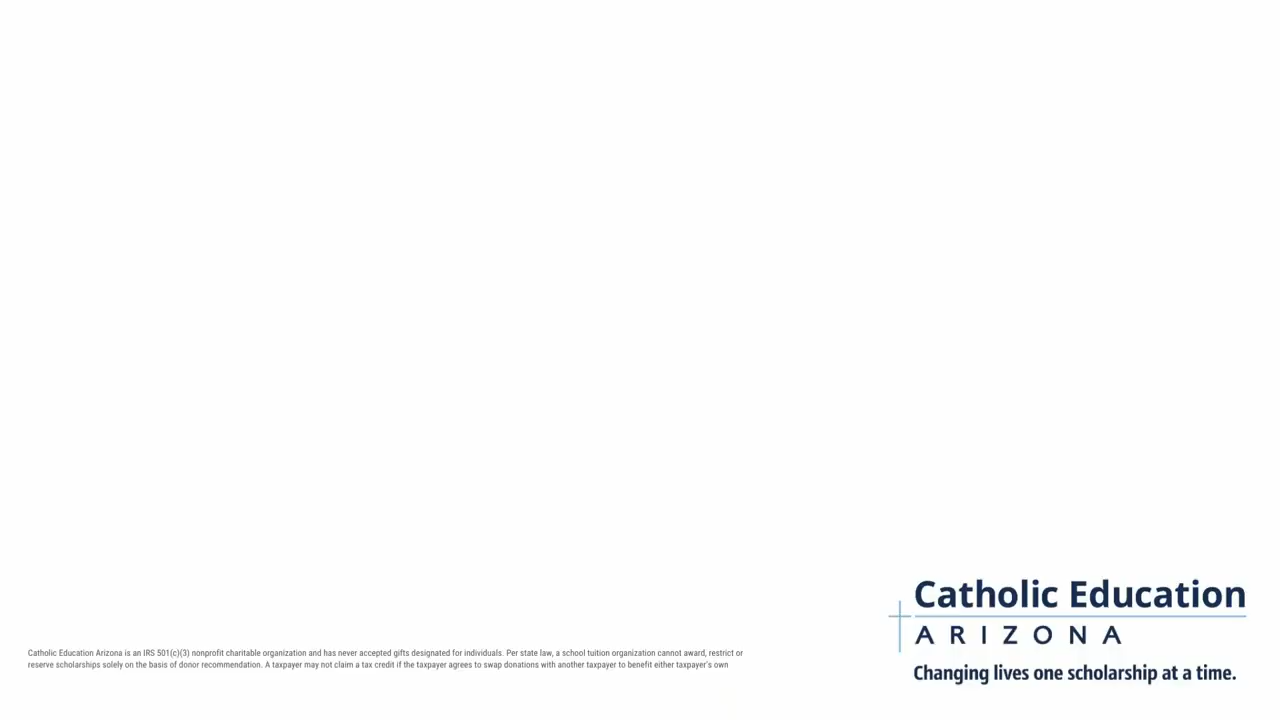 Catholic Education
ARIZONA
Changing lives one scholarship at a time.
Catholic Education Arizona is an IRS 501(c)(3) nonprofit charitable organization and has never accepted gifts designated for individuals. Per state law, a school tuition organization cannot award, restrict or
reserve scholarships solely on the basis of donor recommendation. A taxpayer may not claim a tax credit if the taxpayer agrees to swap donations with another taxpayer to benefit either taxpayer's own